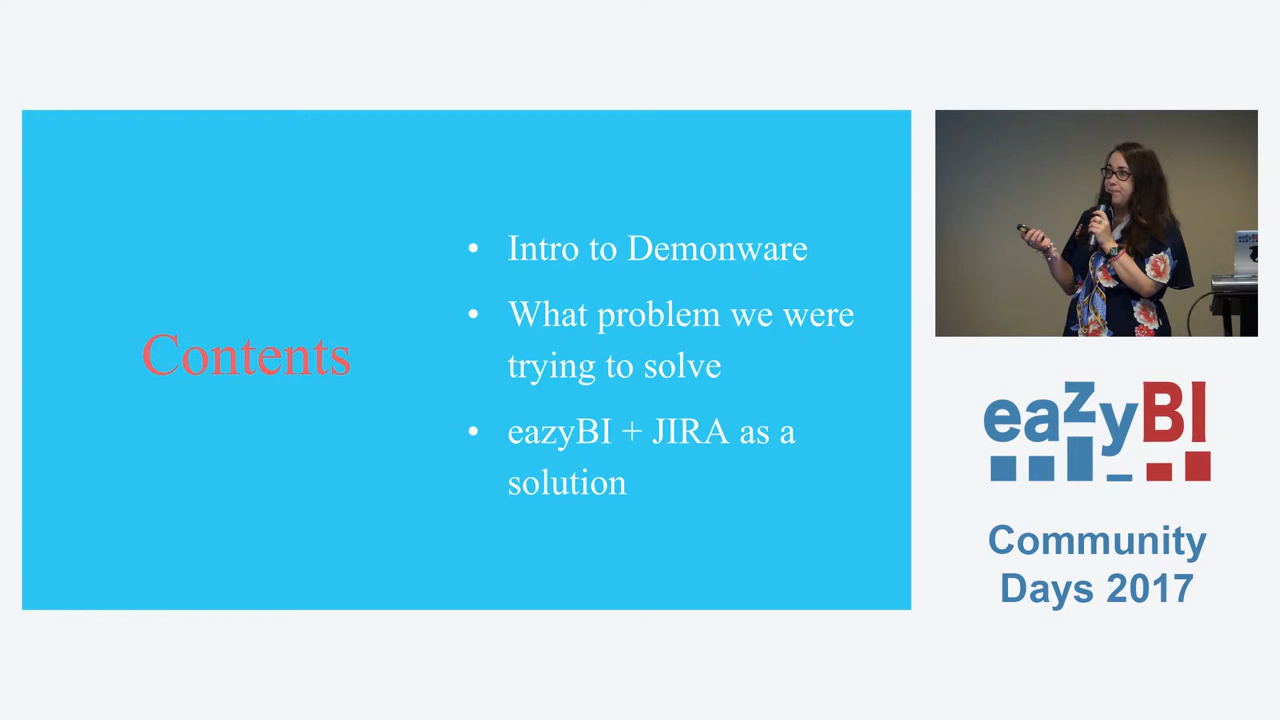 Contents
• Intro to Demonware
• What problem we were
trying to solve
• eazyBI + JIRA as a
solution
eazyBI
Community
Days 2017